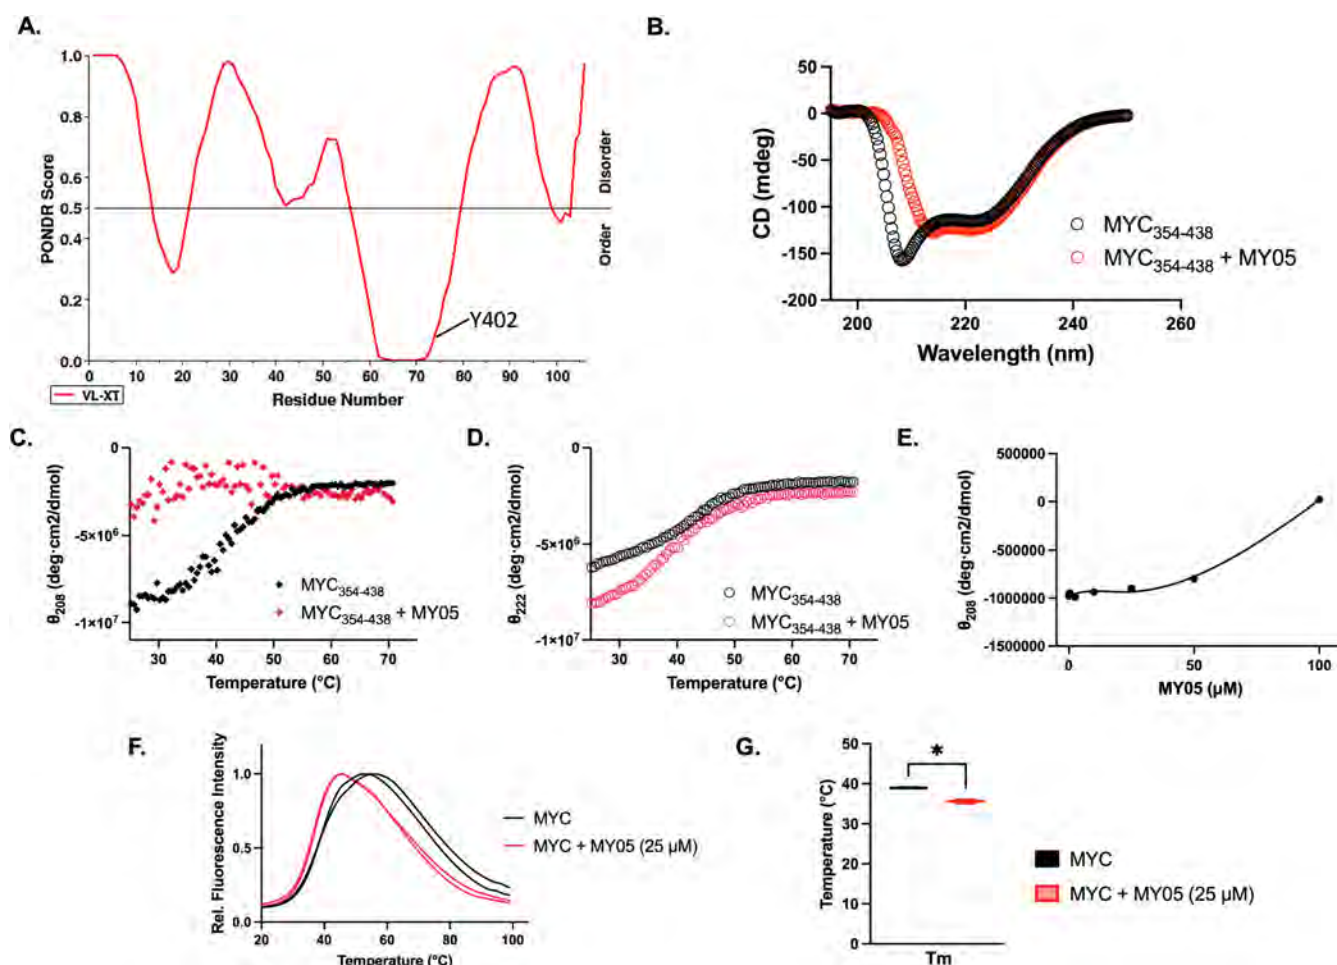 A.
PONDR Score
1.0
0.8
0.6
0.5
0.4
0.2
0.0
Disorder
Order
Y402
0 10 20 30 40 50 60 70 80 90 100
VL-XT
Residue Number
B.
CD (mdeg)
50
0
-50
-100
-150
-200
MYC354-438
MYC354-438 + MY05
200 220 240 260
Wavelength (nm)
C.
θ208 (deg·cm2/dmol)
0
-5×10⁶
-1×10⁷
MYC354-438
MYC354-438 + MY05
30 40 50 60 70
Temperature (°C)
D.
θ222 (deg·cm2/dmol)
0
-5×10⁶
-1×10⁷
MYC354-438
MYC354-438 + MY05
30 40 50 60 70
Temperature (°C)
E.
θ208 (deg·cm2/dmol)
500000
0
-500000
-1000000
-1500000
0 50 100
MY05 (µM)
F.
Rel. Fluorescence Intensity
1.0
0.5
0.0
20 40 60 80 100
Temperature (°C)
MYC
MYC + MY05 (25 µM)
G.
Temperature (°C)
50
40
30
20
10
0
*
Tm
MYC
MYC + MY05 (25 µM)